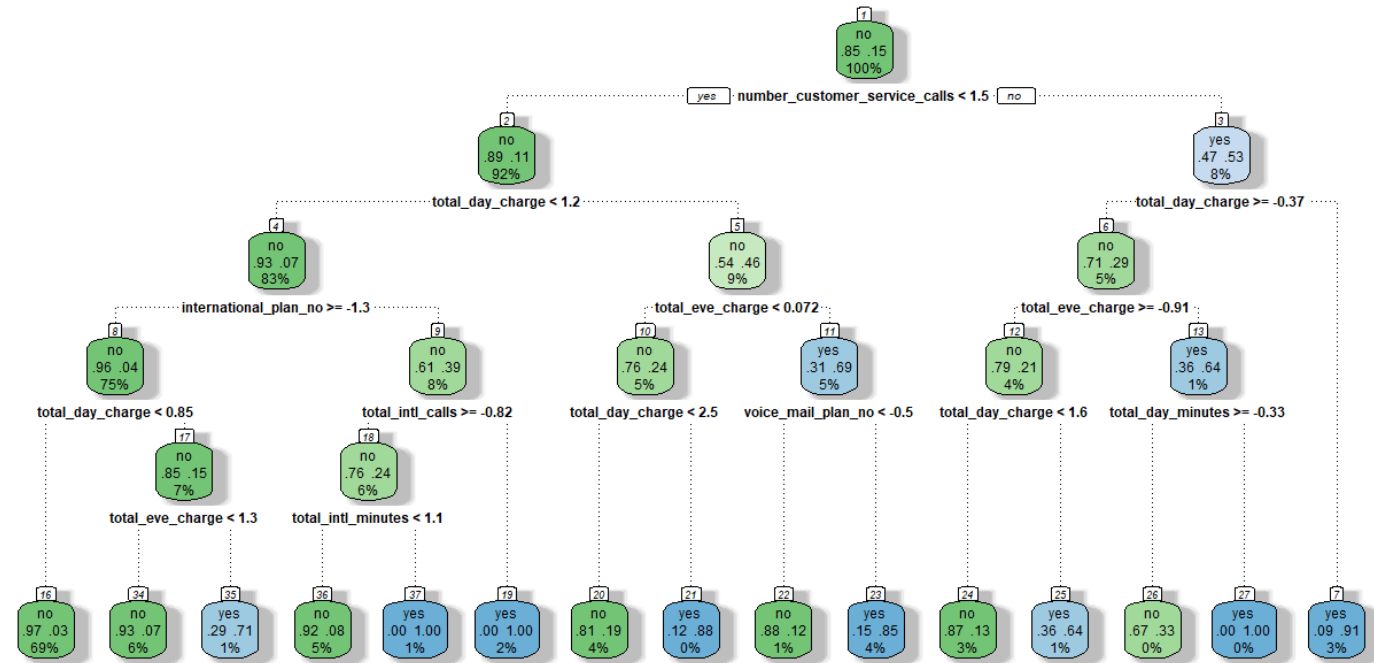 1
no
.85 .15
100%
yes number_customer_service_calls < 1.5 no
2
no
.89 .11
92%
3
yes
.47 .53
8%
total_day_charge < 1.2
total_day_charge >= -0.37
4
no
.93 .07
83%
5
no
.54 .46
9%
6
no
.71 .29
5%
international_plan_no >= -1.3
total_eve_charge < 0.072
total_eve_charge >= -0.91
8
no
.96 .04
75%
9
no
.61 .39
8%
10
no
.76 .24
5%
11
yes
.31 .69
5%
12
no
.79 .21
4%
13
yes
.36 .64
1%
total_day_charge < 0.85
total_intl_calls >= -0.82
total_day_charge < 2.5
voice_mail_plan_no < -0.5
total_day_charge < 1.6
total_day_minutes >= -0.33
17
no
.85 .15
7%
18
no
.76 .24
6%
total_eve_charge < 1.3
total_intl_minutes < 1.1
16
no
.97 .03
69%
34
no
.93 .07
6%
35
yes
.29 .71
1%
36
no
.92 .08
5%
37
yes
.00 1.00
1%
19
yes
.00 1.00
2%
20
no
.81 .19
4%
21
yes
.12 .88
0%
22
no
.88 .12
1%
23
yes
.15 .85
4%
24
no
.87 .13
3%
25
yes
.36 .64
1%
26
no
.67 .33
0%
27
yes
.00 1.00
0%
7
yes
.09 .91
3%